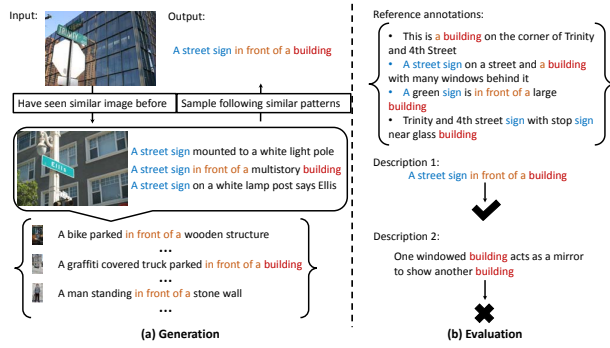 Input:
Output:
A street sign in front of a building
Have seen similar image before
Sample following similar patterns
A street sign mounted to a white light pole
A street sign in front of a multistory building
A street sign on a white lamp post says Ellis
Ellis
A bike parked in front of a wooden structure
...
A graffiti covered truck parked in front of a building
...
A man standing in front of a stone wall
...
(a) Generation
Reference annotations:
• This is a building on the corner of Trinity
and 4th Street
• A street sign on a street and a building
with many windows behind it
• A green sign is in front of a large
building
• Trinity and 4th street sign with stop sign
near glass building
Description 1:
A street sign in front of a building
Description 2:
One windowed building acts as a mirror
to show another building
(b) Evaluation